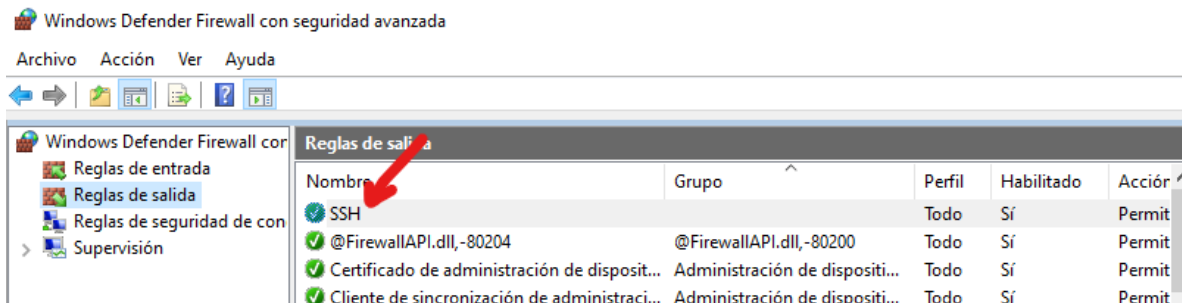 Windows Defender Firewall con seguridad avanzada
Archivo Acción Ver Ayuda
Windows Defender Firewall con
Reglas de entrada
Reglas de salida
Reglas de seguridad de con
Supervisión
Reglas de salida
Nombre Grupo Perfil Habilitado Acción
SSH Todo Sí Permit
@FirewallAPI.dll,-80204 @FirewallAPI.dll,-80200 Todo Sí Permit
Certificado de administración de disposit... Administración de dispositi... Todo Sí Permit
Cliente de sincronización de administraci... Administración de dispositi... Todo Sí Permit